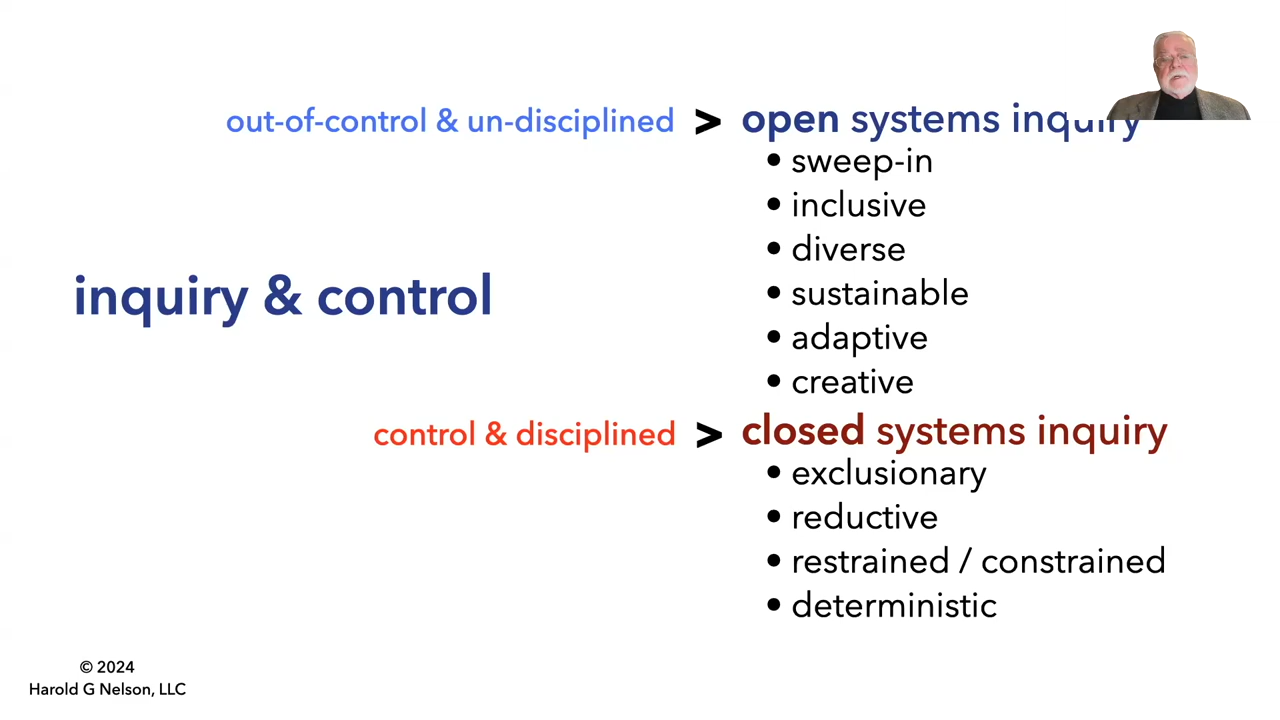 out-of-control & un-disciplined > open systems inquiry
• sweep-in
• inclusive
• diverse
• sustainable
• adaptive
• creative
inquiry & control
control & disciplined > closed systems inquiry
• exclusionary
• reductive
• restrained / constrained
• deterministic
© 2024
Harold G Nelson, LLC